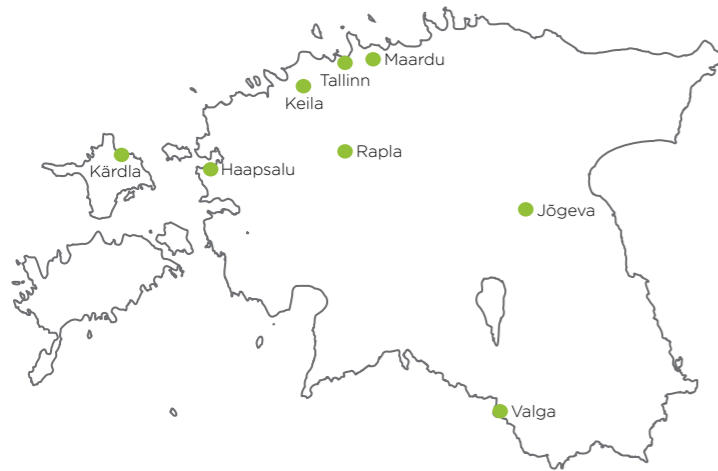 Maardu
Tallinn
Keila
Rapla
Kärdla
Haapsalu
Jõgeva
Valga